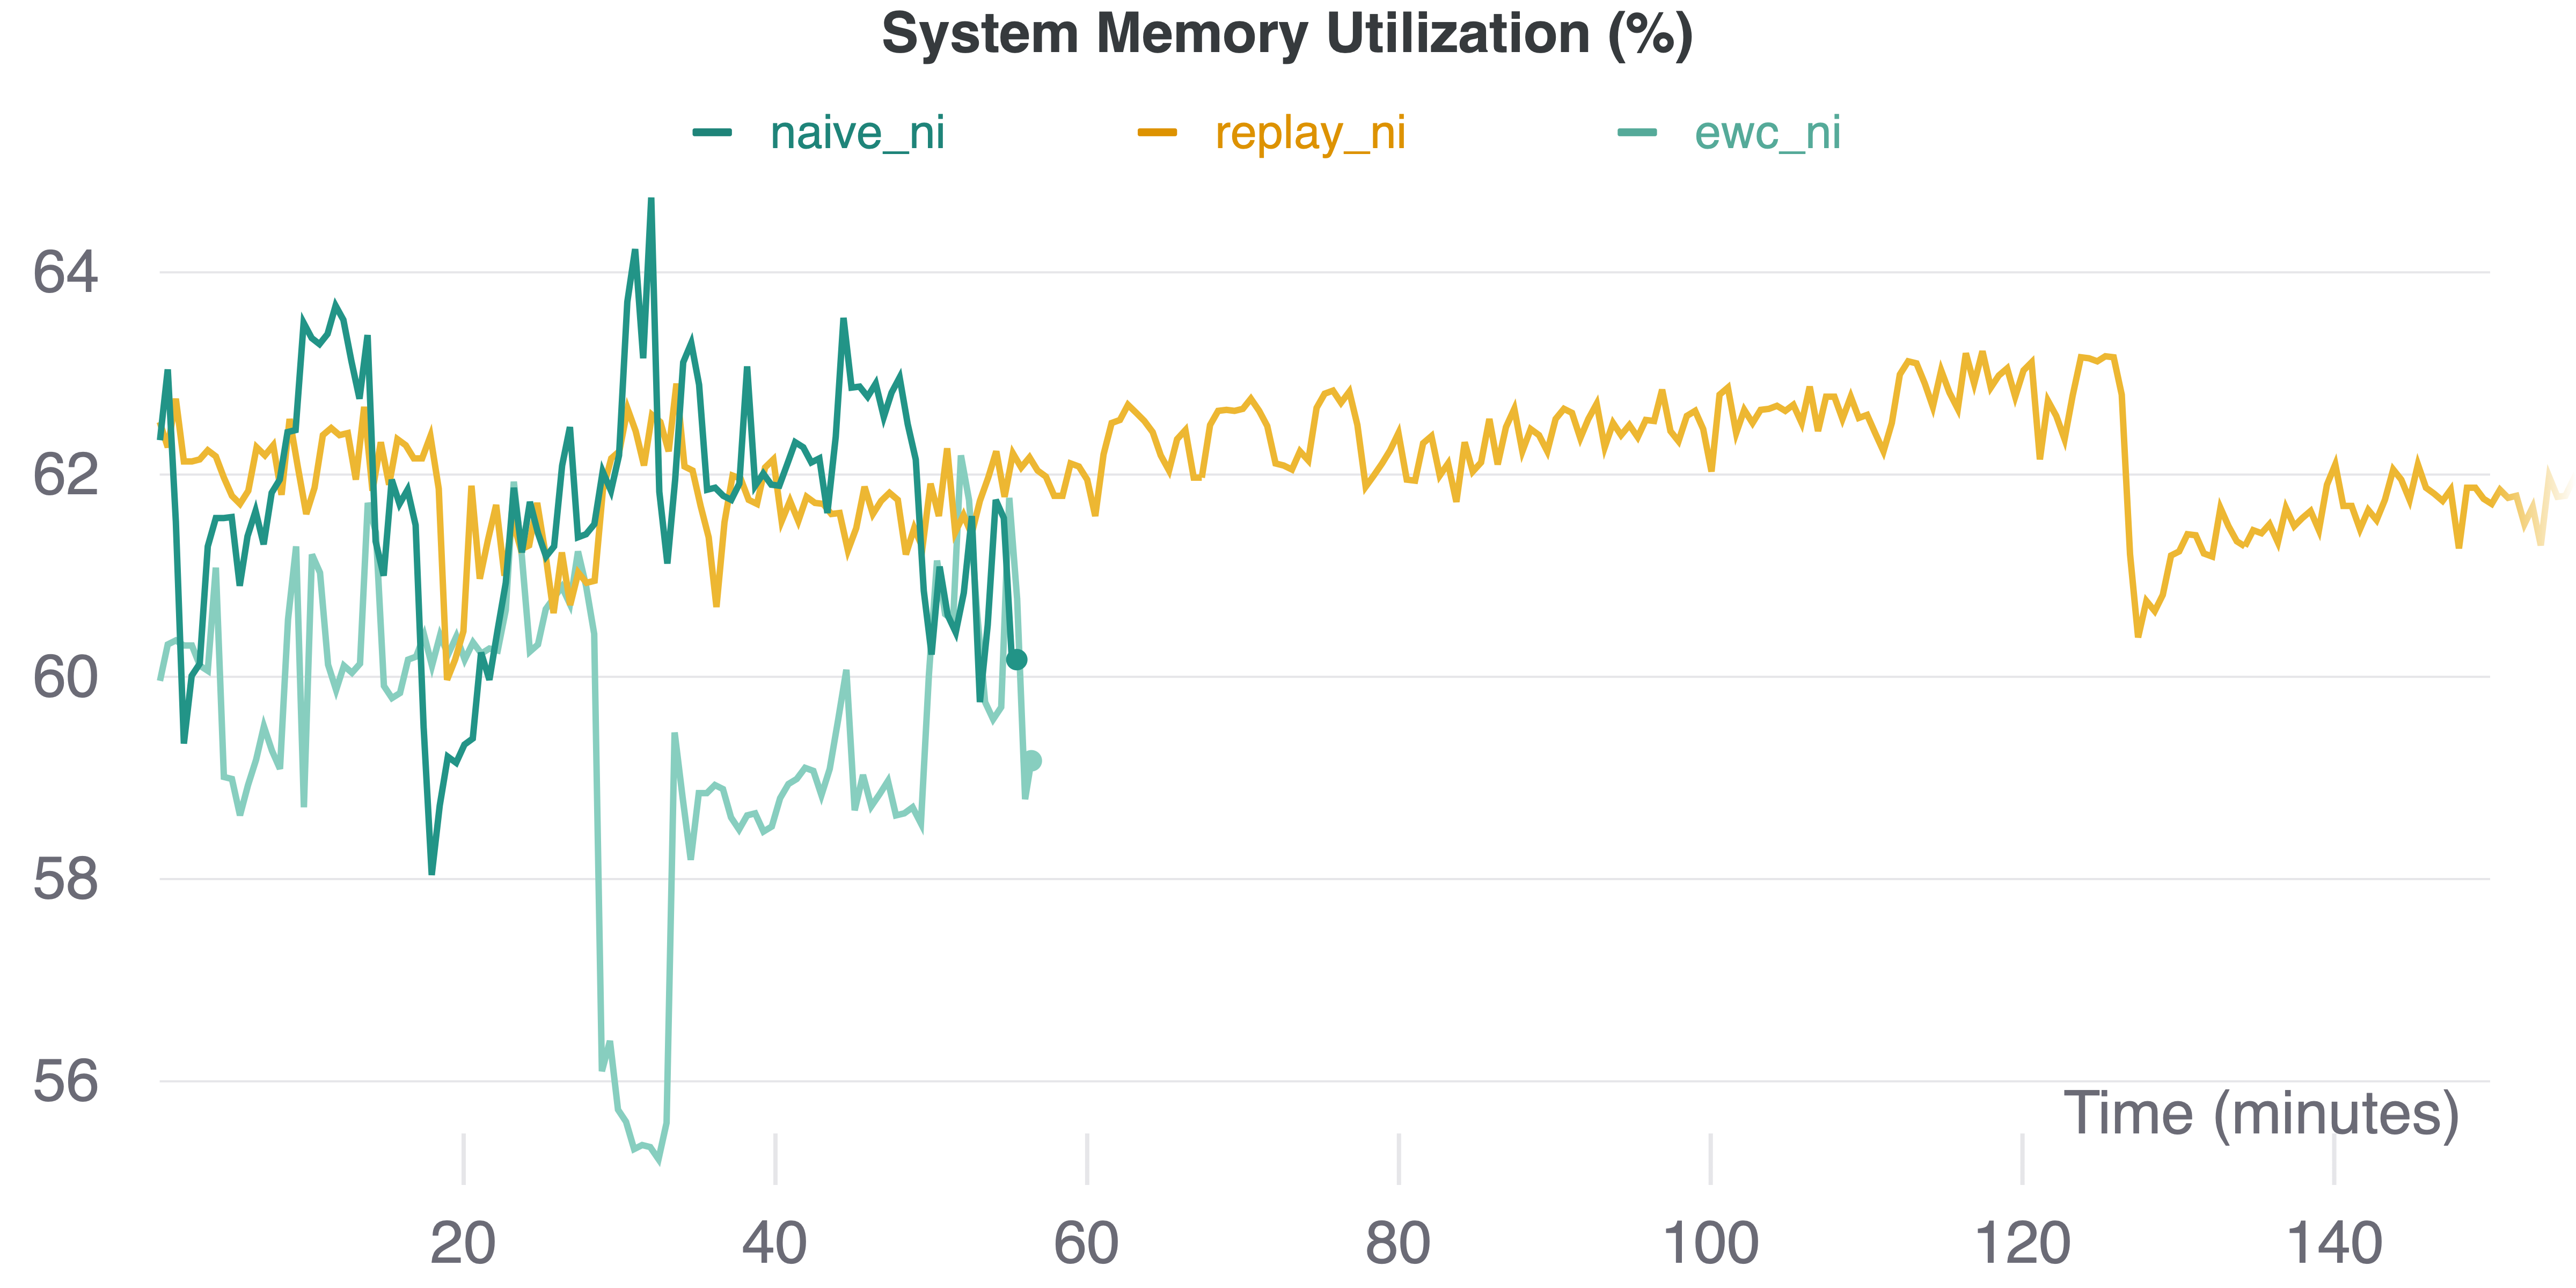 System Memory Utilization (%)
naive_ni replay_ni ewc_ni
64
62
60
58
56
Time (minutes)
20 40 60 80 100 120 140